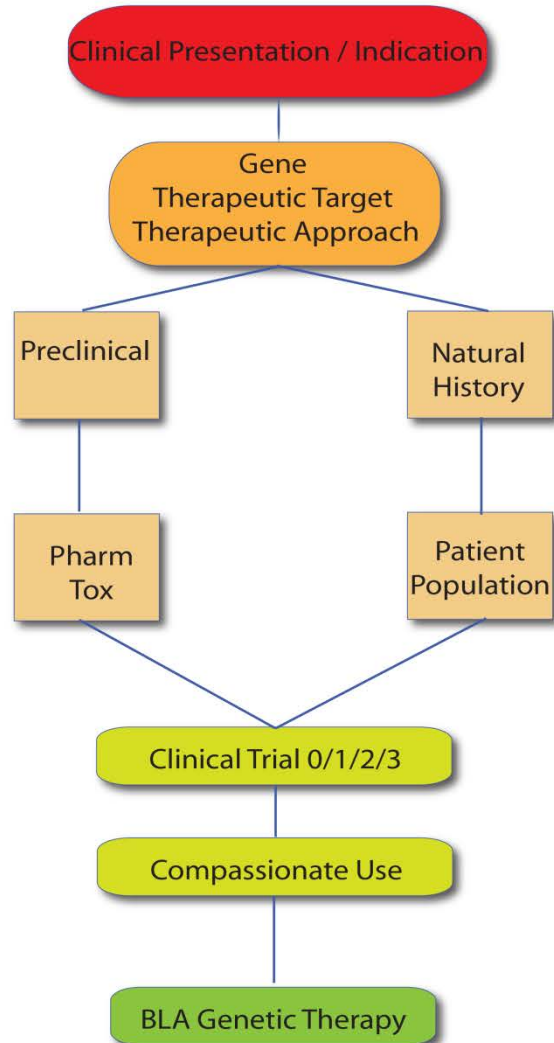 Clinical Presentation / Indication
Gene
Therapeutic Target
Therapeutic Approach
Preclinical
Natural
History
Pharm
Tox
Patient
Population
Clinical Trial 0/1/2/3
Compassionate Use
BLA Genetic Therapy